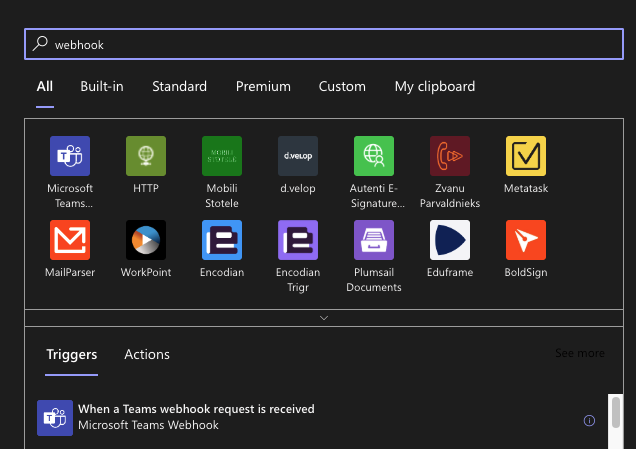 webhook
All Built-in Standard Premium Custom My clipboard
MOBILI STOTELE d.velop
Microsoft Teams... HTTP Mobili Stotele d.velop Autenti E-Signature... Zvanu Parvaldnieks Metatask
MailParser WorkPoint Encodian Encodian Trigr Plumsail Documents Eduframe BoldSign
Triggers Actions See more
When a Teams webhook request is received
Microsoft Teams Webhook